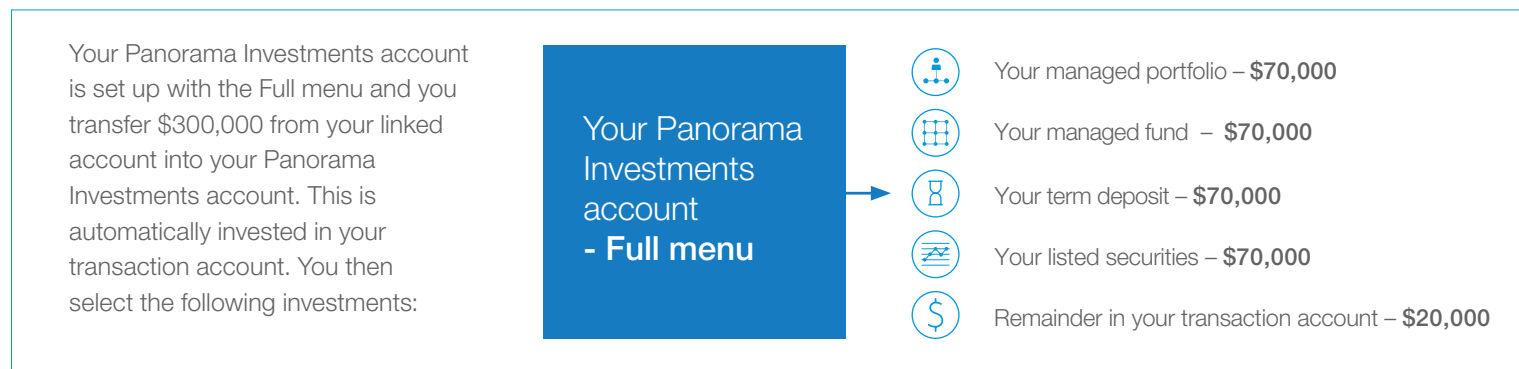 Your Panorama Investments account
is set up with the Full menu and you
transfer $300,000 from your linked
account into your Panorama
Investments account. This is
automatically invested in your
transaction account. You then
select the following investments:
Your Panorama
Investments
account
- Full menu
Your managed portfolio – $70,000
Your managed fund – $70,000
Your term deposit – $70,000
Your listed securities – $70,000
Remainder in your transaction account – $20,000